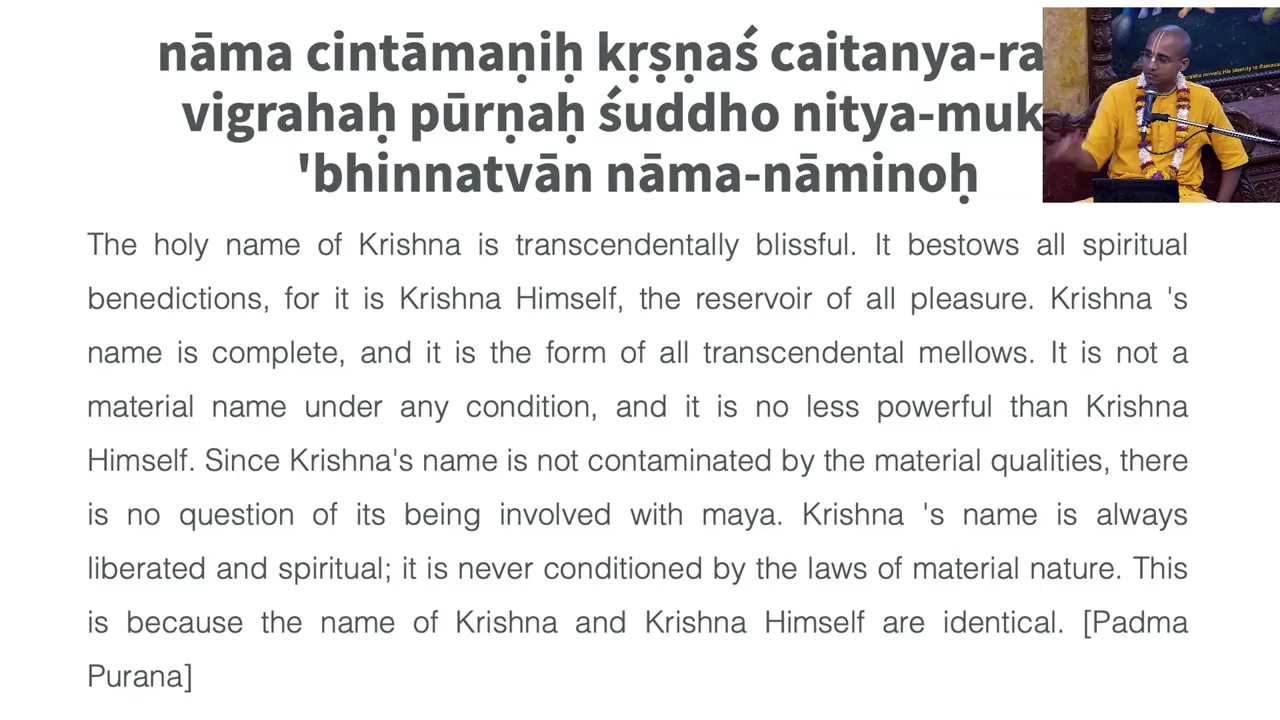 nāma cintāmaṇiḥ kṛṣṇaś caitanya-ra
vigrahaḥ pūrṇaḥ śuddho nitya-muk
'bhinnatvān nāma-nāminoḥ
The holy name of Krishna is transcendentally blissful. It bestows all spiritual
benedictions, for it is Krishna Himself, the reservoir of all pleasure. Krishna 's
name is complete, and it is the form of all transcendental mellows. It is not a
material name under any condition, and it is no less powerful than Krishna
Himself. Since Krishna's name is not contaminated by the material qualities, there
is no question of its being involved with maya. Krishna 's name is always
liberated and spiritual; it is never conditioned by the laws of material nature. This
is because the name of Krishna and Krishna Himself are identical. [Padma
Purana]
reveals His Identity to